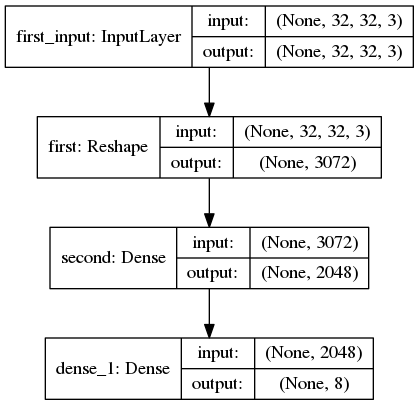 first_input: InputLayer
input: (None, 32, 32, 3)
output: (None, 32, 32, 3)
first: Reshape
input: (None, 32, 32, 3)
output: (None, 3072)
second: Dense
input: (None, 3072)
output: (None, 2048)
dense_1: Dense
input: (None, 2048)
output: (None, 8)